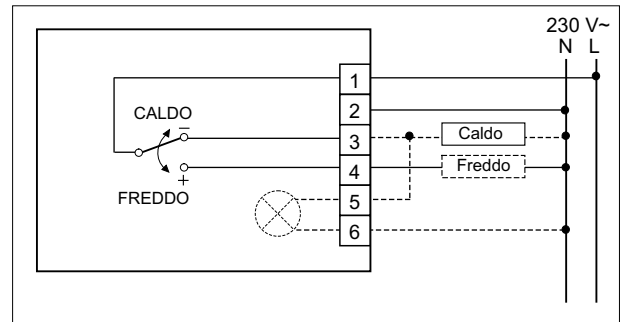 230 V~
N L
1
2
CALDO
−
3
Caldo
4
Freddo
+
FREDDO
5
6